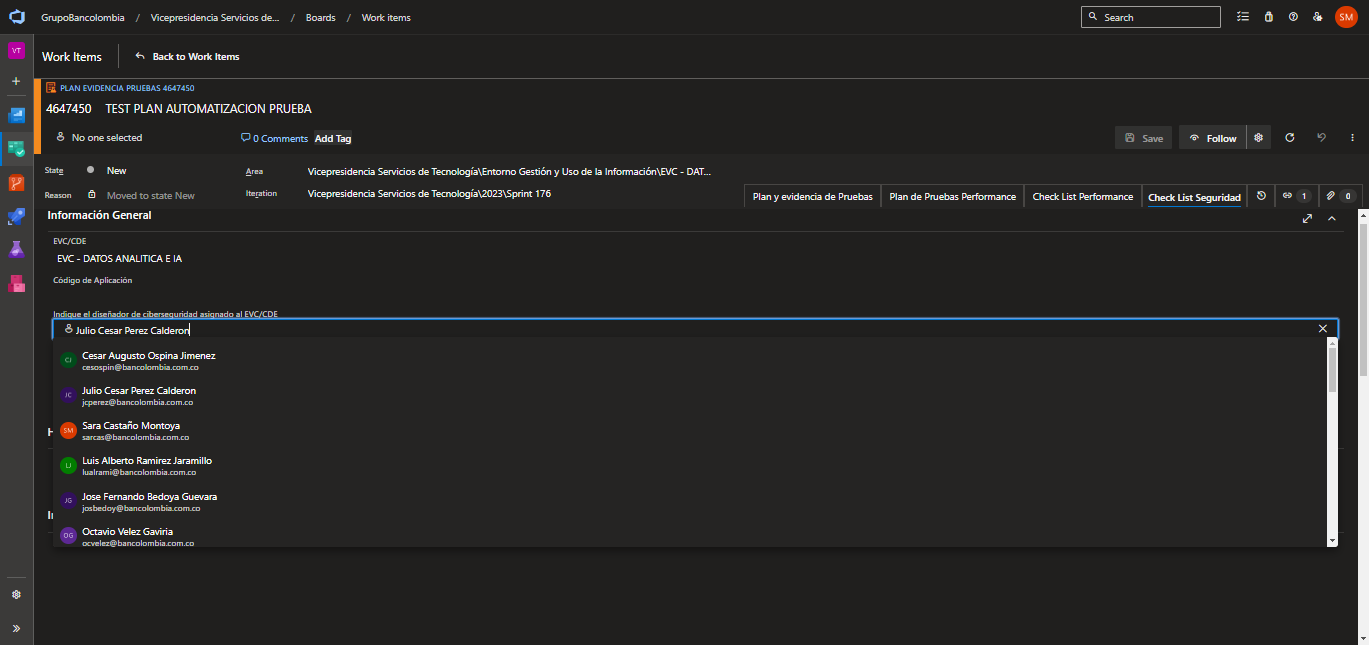 GrupoBancolombia / Vicepresidencia Servicios de... / Boards / Work items
Search
SM
VT
Work Items
Back to Work Items
PLAN EVIDENCIA PRUEBAS 4647450
4647450 TEST PLAN AUTOMATIZACION PRUEBA
No one selected
0 Comments
Add Tag
Save
Follow
State
New
Area
Vicepresidencia Servicios de Tecnología\Entorno Gestión y Uso de la Información\EVC - DAT...
Reason
Moved to state New
Iteration
Vicepresidencia Servicios de Tecnología\2023\Sprint 176
Plan y evidencia de Pruebas
Plan de Pruebas Performance
Check List Performance
Check List Seguridad
1
0
Información General
EVC/CDE
EVC - DATOS ANALITICA E IA
Código de Aplicación
Indique el diseñador de ciberseguridad asignado al EVC/CDE
Julio Cesar Perez Calderon
CJ
Cesar Augusto Ospina Jimenez
cesospin@bancolombia.com.co
JC
Julio Cesar Perez Calderon
jcperez@bancolombia.com.co
SM
Sara Castaño Montoya
sarcas@bancolombia.com.co
LJ
Luis Alberto Ramirez Jaramillo
lualrami@bancolombia.com.co
JG
Jose Fernando Bedoya Guevara
josbedoy@bancolombia.com.co
OG
Octavio Velez Gaviria
ocvelez@bancolombia.com.co